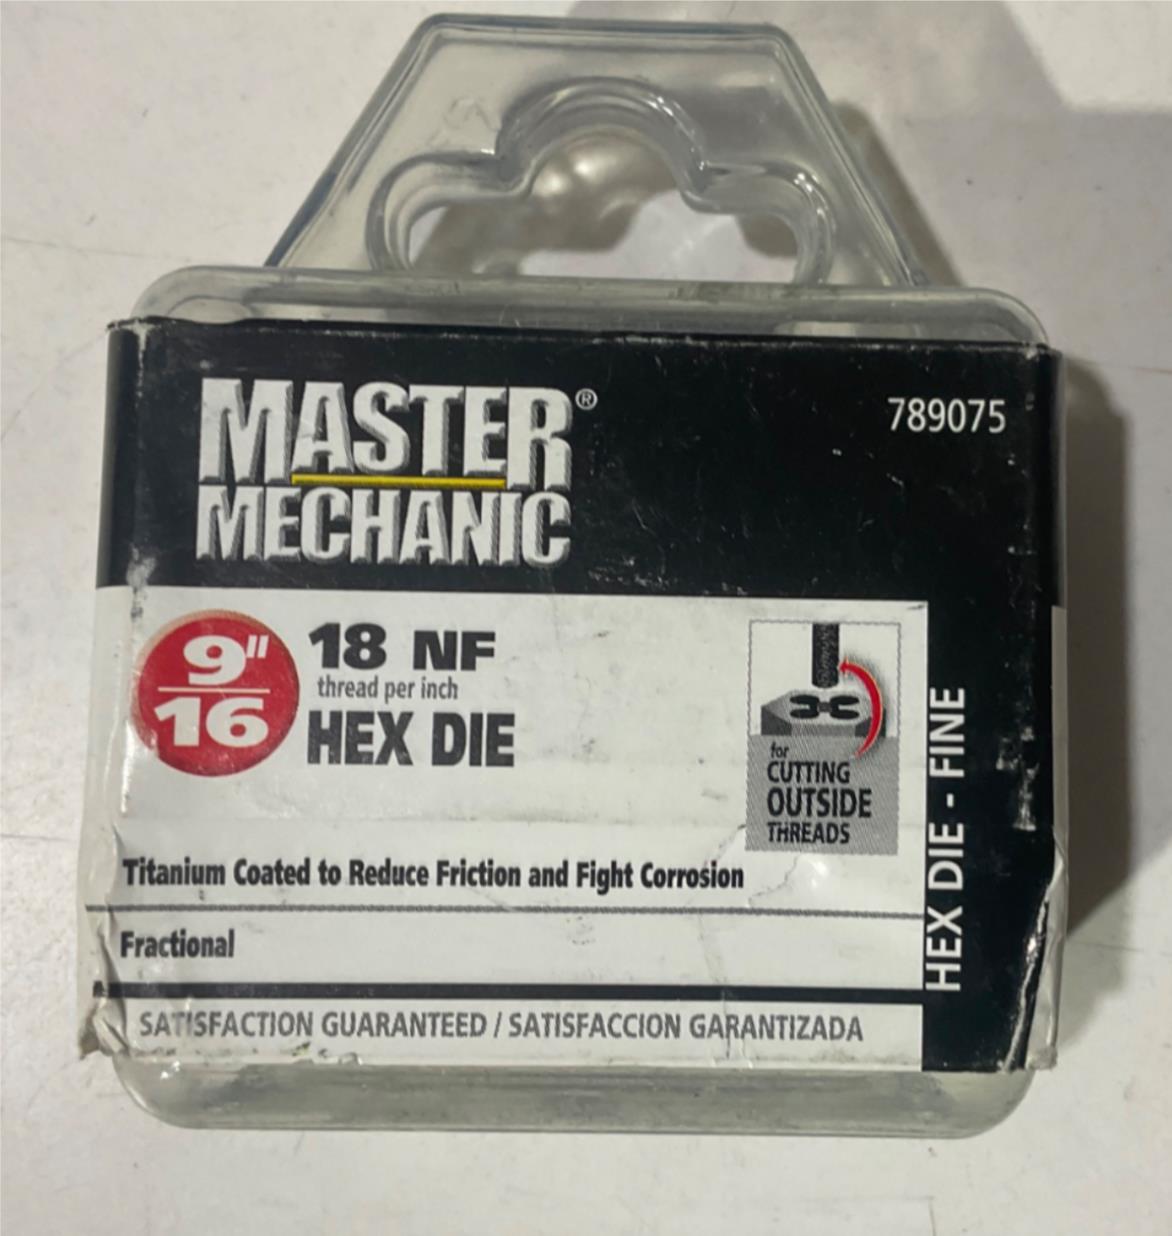 MASTER®
MECHANIC
789075
9"
16
18 NF
thread per inch
HEX DIE
for
CUTTING
OUTSIDE
THREADS
Titanium Coated to Reduce Friction and Fight Corrosion
Fractional
SATISFACTION GUARANTEED / SATISFACCION GARANTIZADA
HEX DIE - FINE